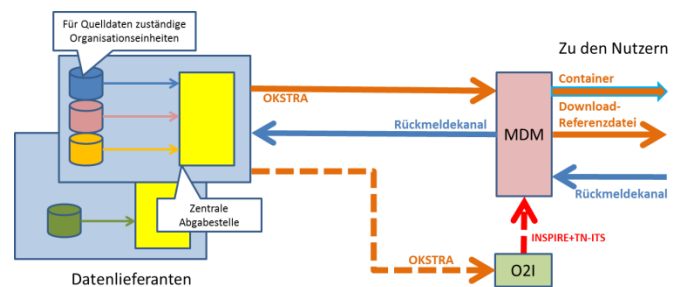 Für Quelldaten zuständige
Organisationseinheiten
Zu den Nutzern
Container
OKSTRA
Download-
Referenzdatei
Rückmeldekanal
MDM
Rückmeldekanal
Zentrale
Abgabestelle
INSPIRE+TN-ITS
OKSTRA
O2I
Datenlieferanten